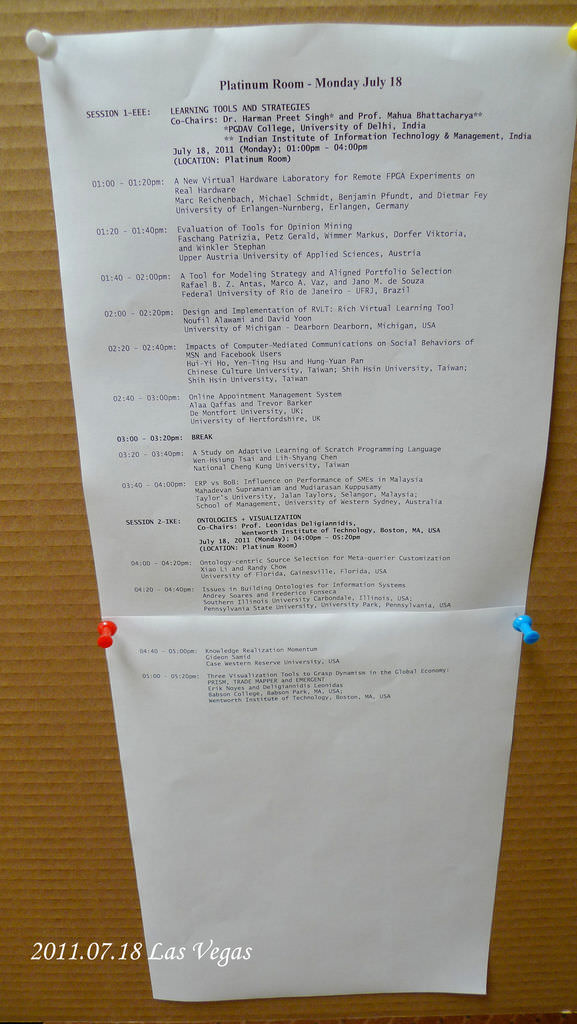 Platinum Room - Monday July 18
SESSION 1-EEE: LEARNING TOOLS AND STRATEGIES
Co-Chairs: Dr. Harman Preet Singh* and Prof. Mahua Bhattacharya**
*PGDAV College, University of Delhi, India
** Indian Institute of Information Technology & Management, India
July 18, 2011 (Monday); 01:00pm - 04:00pm
(LOCATION: Platinum Room)
01:00 - 01:20pm: A New Virtual Hardware Laboratory for Remote FPGA Experiments on
Real Hardware
Marc Reichenbach, Michael Schmidt, Benjamin Pfundt, and Dietmar Fey
University of Erlangen-Nurnberg, Erlangen, Germany
01:20 - 01:40pm: Evaluation of Tools for Opinion Mining
Faschang Patrizia, Petz Gerald, Wimmer Markus, Dorfer Viktoria,
and Winkler Stephan
Upper Austria University of Applied Sciences, Austria
01:40 - 02:00pm: A Tool for Modeling Strategy and Aligned Portfolio Selection
Rafael B. Z. Antas, Marco A. Vaz, and Jano M. de Souza
Federal University of Rio de Janeiro - UFRJ, Brazil
02:00 - 02:20pm: Design and Implementation of RVLT: Rich Virtual Learning Tool
Noufil Alawami and David Yoon
University of Michigan - Dearborn Dearborn, Michigan, USA
02:20 - 02:40pm: Impacts of Computer-Mediated Communications on Social Behaviors of
MSN and Facebook Users
Hui-Yi Ho, Yen-Ting Hsu and Hung-Yuan Pan
Chinese Culture University, Taiwan; Shih Hsin University, Taiwan;
Shih Hsin University, Taiwan
02:40 - 03:00pm: Online Appointment Management System
Alaa Qaffas and Trevor Barker
De Montfort University, UK;
University of Hertfordshire, UK
03:00 - 03:20pm: BREAK
03:20 - 03:40pm: A Study on Adaptive Learning of Scratch Programming Language
Wen-Hsiung Tsai and Lih-Shyang Chen
National Cheng Kung University, Taiwan
03:40 - 04:00pm: ERP vs BoB: Influence on Performance of SMEs in Malaysia
Mahadevan Supramaniam and Mudiarasan Kuppusamy
Taylor's University, Jalan Taylors, Selangor, Malaysia;
School of Management, University of Western Sydney, Australia
SESSION 2-IKE: ONTOLOGIES + VISUALIZATION
Co-Chairs: Prof. Leonidas Deligiannidis,
Wentworth Institute of Technology, Boston, MA, USA
July 18, 2011 (Monday); 04:00pm - 05:20pm
(LOCATION: Platinum Room)
04:00 - 04:20pm: Ontology-centric Source Selection for Meta-querier Customization
Xiao Li and Randy Chow
University of Florida, Gainesville, Florida, USA
04:20 - 04:40pm: Issues in Building Ontologies for Information Systems
Andrey Soares and Frederico Fonseca
Southern Illinois University Carbondale, Illinois, USA;
Pennsylvania State University, University Park, Pennsylvania, USA
04:40 - 05:00pm: Knowledge Realization Momentum
Gideon Samid
Case Western Reserve University, USA
05:00 - 05:20pm: Three Visualization Tools to Grasp Dynamism in the Global Economy:
PRISM, TRADE MAPPER and EMERGENT
Erik Noyes and Deligiannidis Leonidas
Babson College, Babson Park, MA, USA;
Wentworth Institute of Technology, Boston, MA, USA
2011.07.18 Las Vegas